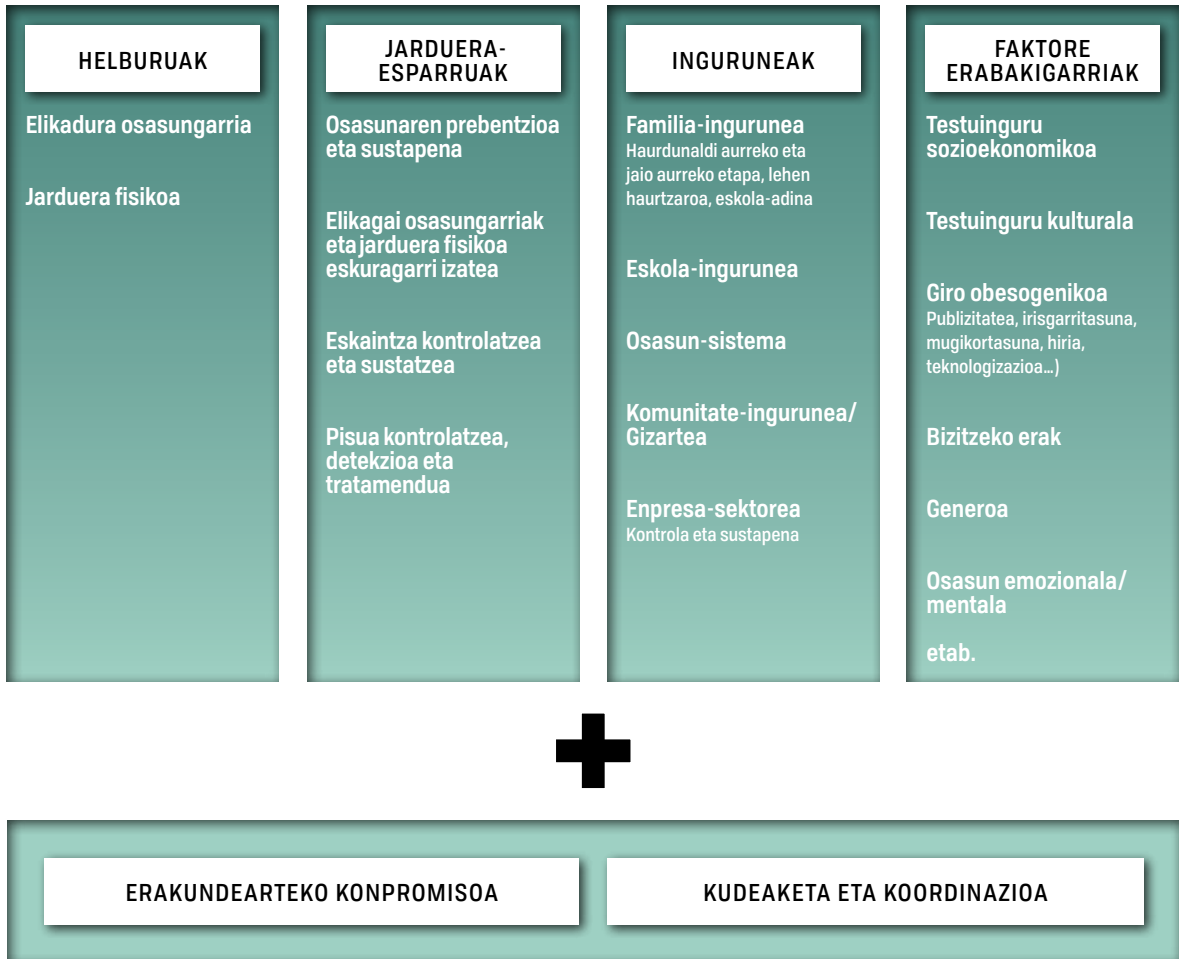 HELBURUAK
Elikadura osasungarria
Jarduera fisikoa
JARDUERA-
ESPARRUAK
Osasunaren prebentzioa
eta sustapena
Elikagai osasungarriak
eta jarduera fisikoa
eskuragarri izatea
Eskaintza kontrolatzea
eta sustatzea
Pisua kontrolatzea,
detekzioa eta
tratamendua
INGURUNEAK
Familia-ingurunea
Haurdunaldi aurreko eta
jaio aurreko etapa, lehen
haurtzaroa, eskola-adina
Eskola-ingurunea
Osasun-sistema
Komunitate-ingurunea/
Gizartea
Enpresa-sektorea
Kontrola eta sustapena
FAKTORE
ERABAKIGARRIAK
Testuinguru
sozioekonomikoa
Testuinguru kulturala
Giro obesogenikoa
Publizitatea, irisgarritasuna,
mugikortasuna, hiria,
teknologizazioa...)
Bizitzeko erak
Generoa
Osasun emozionala/
mentala
etab.
ERAKUNDEARTEKO KONPROMISOA
KUDEAKETA ETA KOORDINAZIOA